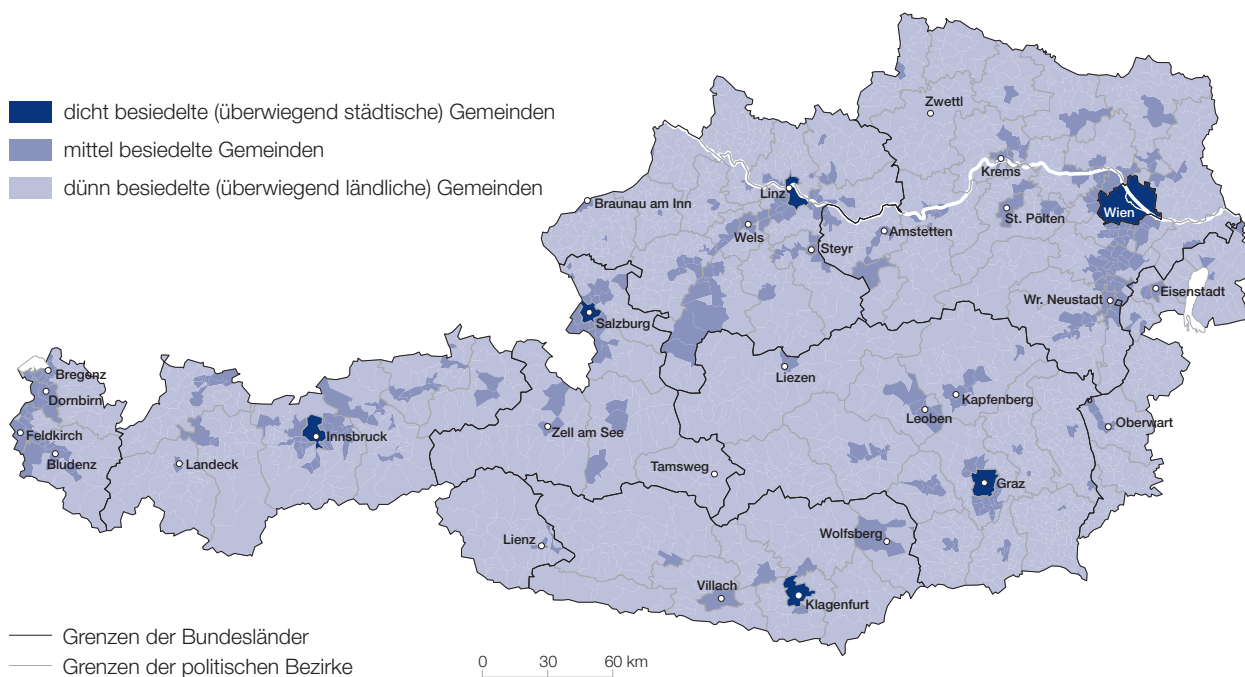 dicht besiedelte (überwiegend städtische) Gemeinden
mittel besiedelte Gemeinden
dünn besiedelte (überwiegend ländliche) Gemeinden
Zwettl
Krems
Linz
Braunau am Inn
Wien
St. Pölten
Wels
Amstetten
Steyr
Eisenstadt
Wr. Neustadt
Salzburg
Liezen
Bregenz
Dornbirn
Kapfenberg
Leoben
Oberwart
Feldkirch
Innsbruck
Zell am See
Bludenz
Landeck
Tamsweg
Graz
Lienz
Wolfsberg
Villach
Klagenfurt
Grenzen der Bundesländer
Grenzen der politischen Bezirke
0 30 60 km